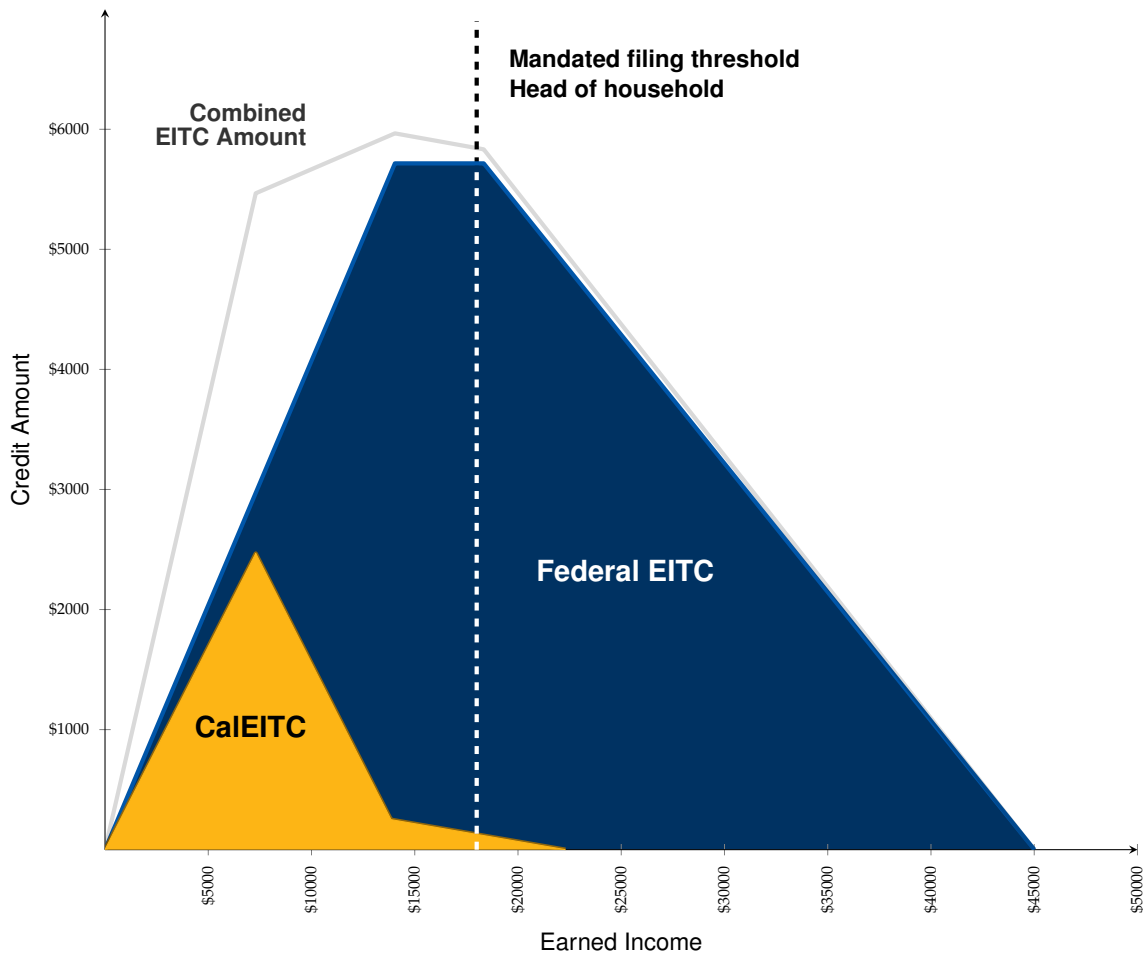 Mandated filing threshold
Head of household
Combined
EITC Amount
$6000
$5000
$4000
$3000
$2000
$1000
Credit Amount
Federal EITC
CalEITC
$5000
$10000
$15000
$20000
$25000
$30000
$35000
$40000
$45000
$50000
Earned Income